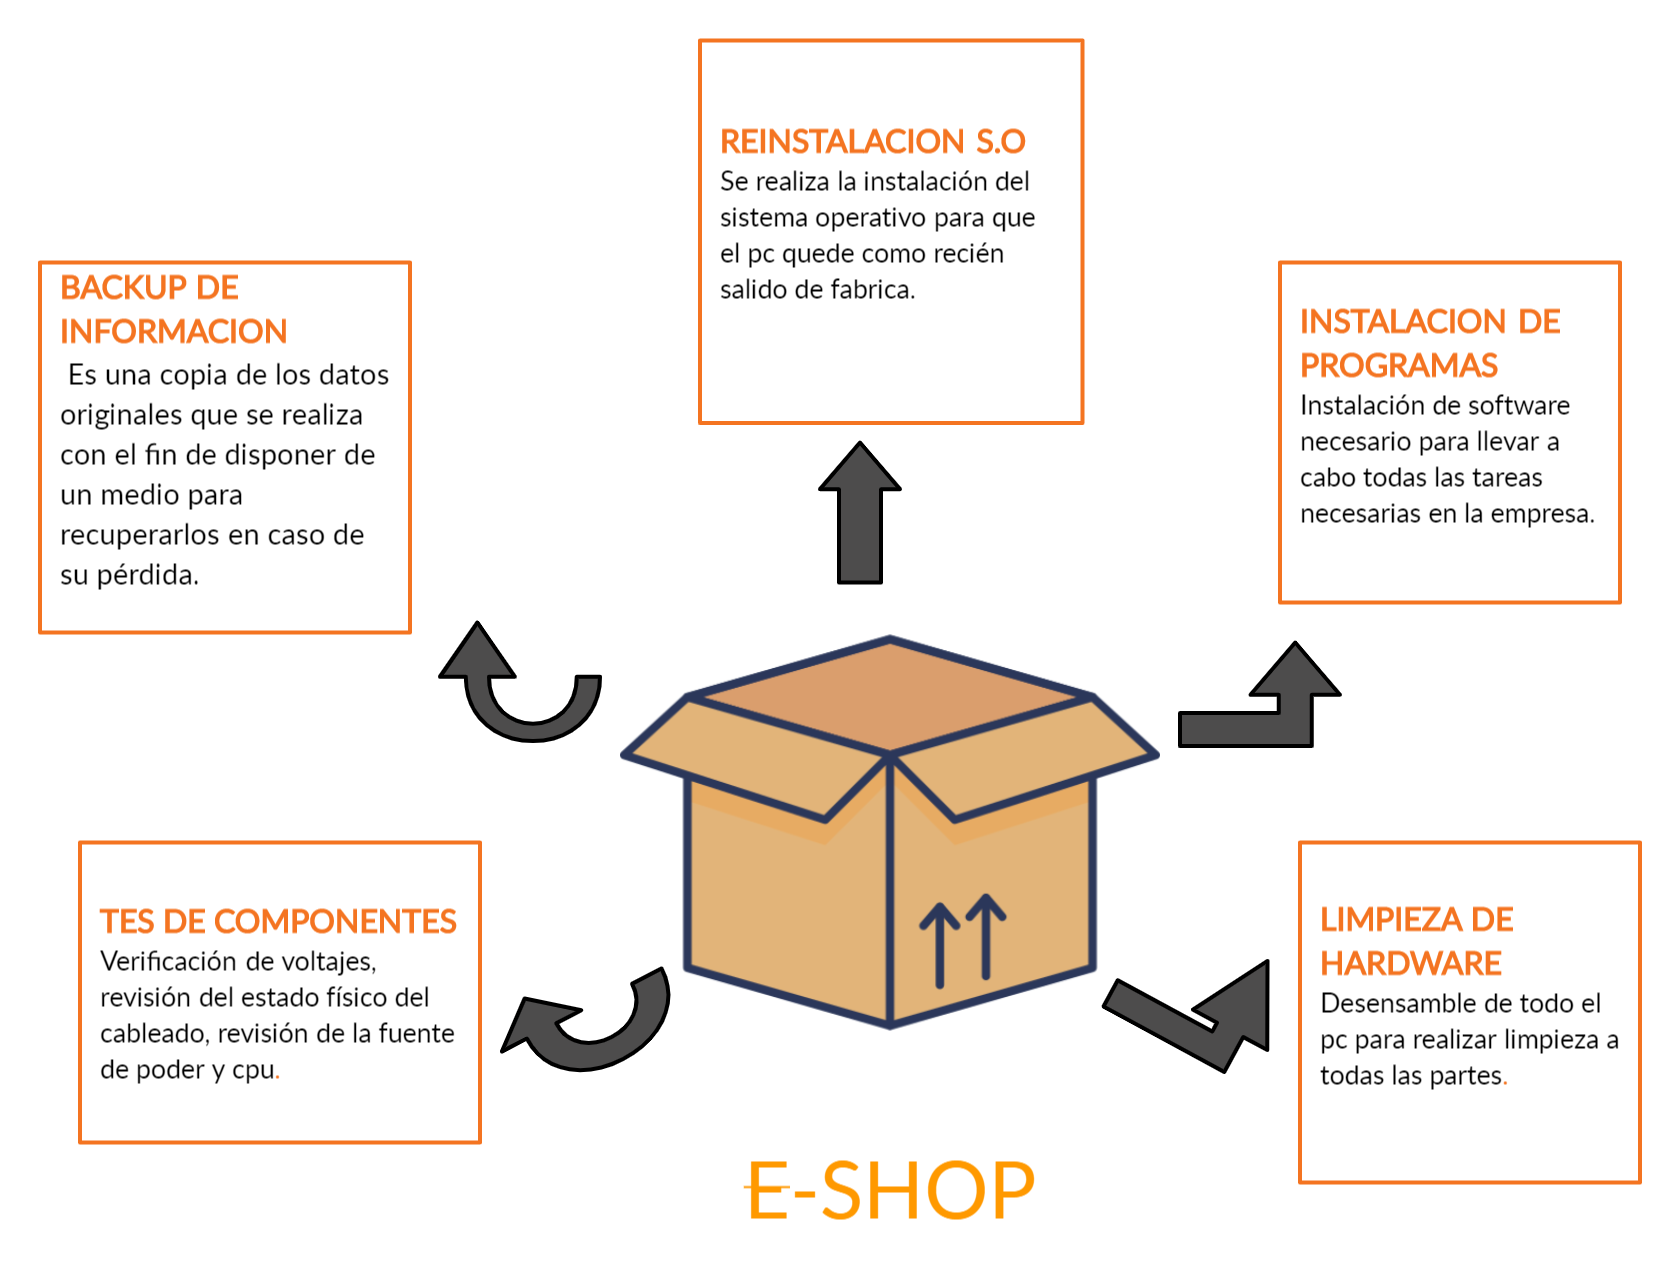 REINSTALACION S.O
Se realiza la instalación del
sistema operativo para que
el pc quede como recién
salido de fabrica.
BACKUP DE
INFORMACION
Es una copia de los datos
originales que se realiza
con el fin de disponer de
un medio para
recuperarlos en caso de
su pérdida.
INSTALACION DE
PROGRAMAS
Instalación de software
necesario para llevar a
cabo todas las tareas
necesarias en la empresa.
TES DE COMPONENTES
Verificación de voltajes,
revisión del estado físico del
cableado, revisión de la fuente
de poder y cpu.
LIMPIEZA DE
HARDWARE
Desensamble de todo el
pc para realizar limpieza a
todas las partes.
E-SHOP